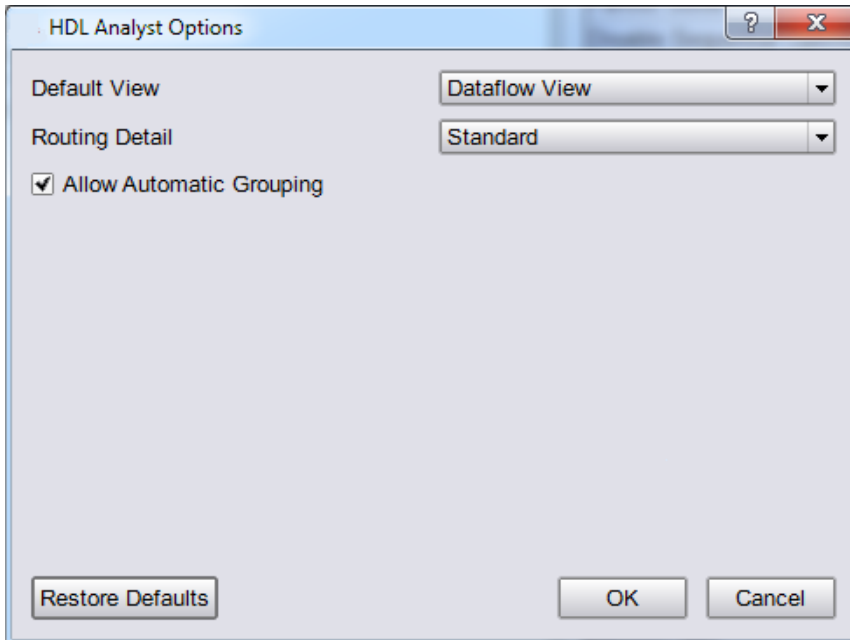 HDL Analyst Options
Default View
Dataflow View
Routing Detail
Standard
Allow Automatic Grouping
Restore Defaults
OK
Cancel